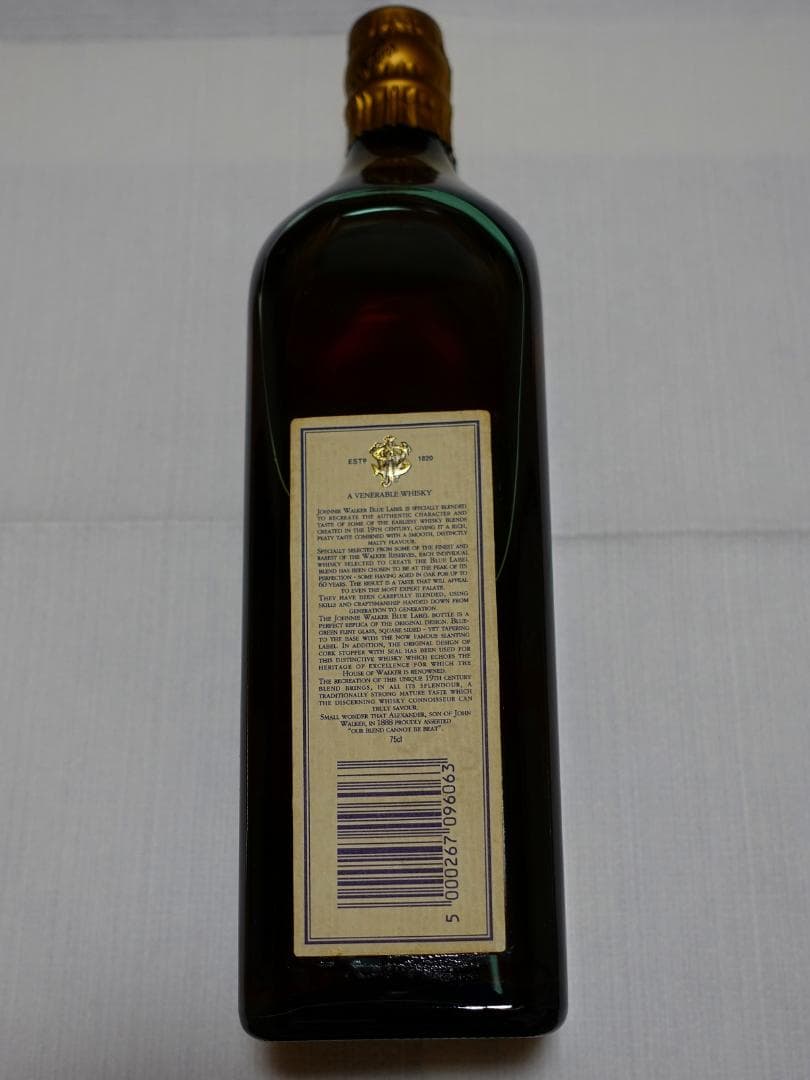 ESTD 1820
A VENERABLE WHISKY
JOHNNIE WALKER BLUE LABEL IS SPECIALLY BLENDED
TO RECREATE THE AUTHENTIC CHARACTER AND
TASTE OF SOME OF THE EARLIEST WHISKY BLENDS
CREATED IN THE 19TH CENTURY, GIVING IT A RICH,
PEATY TASTE COMBINED WITH A SMOOTH, DISTINCTLY
MALTY FLAVOUR.
SPECIALLY SELECTED FROM SOME OF THE FINEST AND
RAREST OF THE WALKER RESERVES, EACH INDIVIDUAL
WHISKY SELECTED TO CREATE THE BLUE LABEL
BLEND HAS BEEN CHOSEN TO BE AT THE PEAK OF ITS
PERFECTION - SOME HAVING AGED IN OAK FOR UP TO
60 YEARS. THE RESULT IS A TASTE THAT WILL APPEAL
TO EVEN THE MOST EXPERT PALATE.
THEY HAVE BEEN CAREFULLY BLENDED, USING
SKILLS AND CRAFTSMANSHIP HANDED DOWN FROM
GENERATION TO GENERATION.
THE JOHNNIE WALKER BLUE LABEL BOTTLE IS A
PERFECT REPLICA OF THE ORIGINAL DESIGN. BLUE-
GREEN FLINT GLASS, SQUARE SIDED - YET TAPERING
TO THE BASE WITH THE NOW FAMOUS SLANTING
LABEL. IN ADDITION, THE ORIGINAL DESIGN OF
CORK STOPPER WITH SEAL HAS BEEN USED FOR
THIS DISTINCTIVE WHISKY WHICH ECHOES THE
HERITAGE OF EXCELLENCE FOR WHICH THE
HOUSE OF WALKER IS RENOWNED.
THE RECREATION OF THIS UNIQUE 19TH CENTURY
BLEND BRINGS, IN ALL ITS SPLENDOUR, A
TRADITIONALLY STRONG MATURE TASTE WHICH
THE DISCERNING WHISKY CONNOISSEUR CAN
TRULY SAVOUR.
SMALL WONDER THAT ALEXANDER, SON OF JOHN
WALKER, IN 1888 PROUDLY ASSERTED
"OUR BLEND CANNOT BE BEAT".
75cl
5 000267 096063